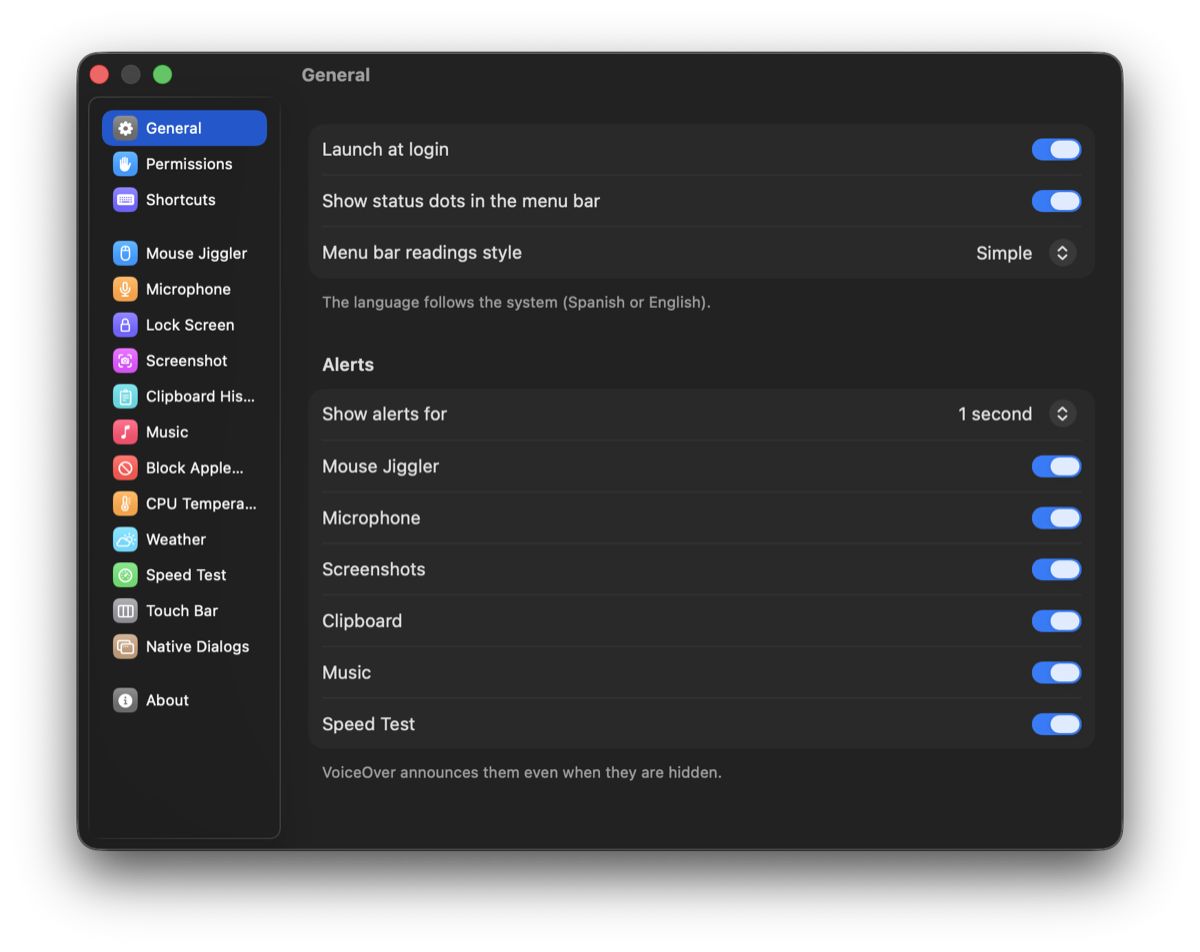 General
General
Permissions
Shortcuts
Mouse Jiggler
Microphone
Lock Screen
Screenshot
Clipboard His...
Music
Block Apple...
CPU Tempera...
Weather
Speed Test
Touch Bar
Native Dialogs
About
Launch at login
Show status dots in the menu bar
Menu bar readings style Simple
The language follows the system (Spanish or English).
Alerts
Show alerts for 1 second
Mouse Jiggler
Microphone
Screenshots
Clipboard
Music
Speed Test
VoiceOver announces them even when they are hidden.